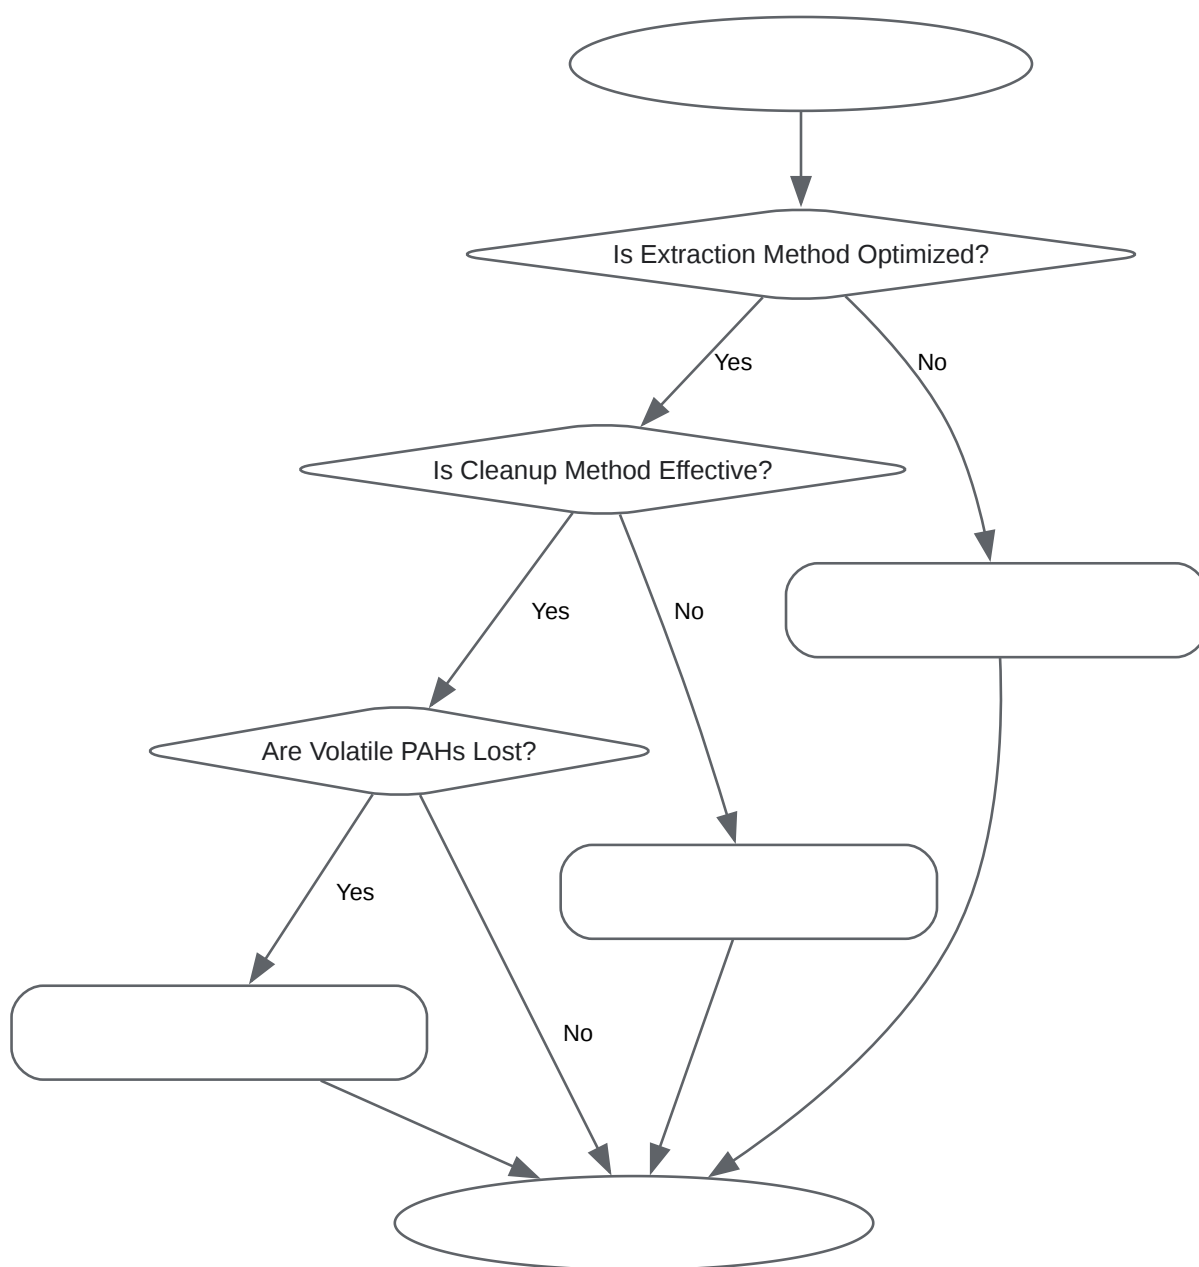 Is Extraction Method Optimized?
Yes
No
Is Cleanup Method Effective?
Yes
No
Are Volatile PAHs Lost?
Yes
No